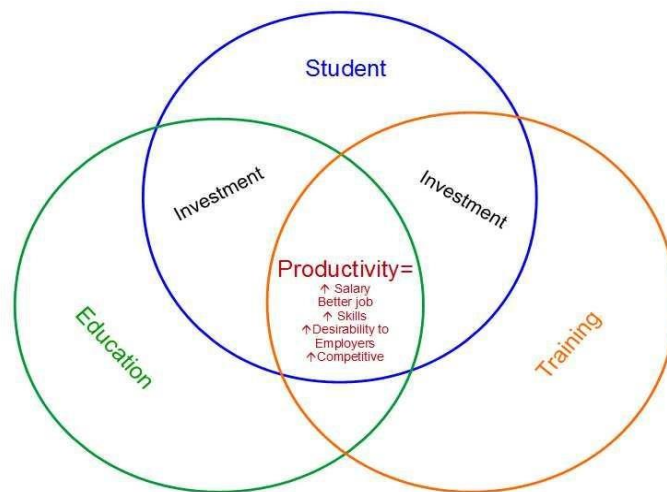 Student
Investment
Investment
Productivity=
↑ Salary
Better job
↑ Skills
↑Desirability to
Employers
↑Competitive
Education
Training